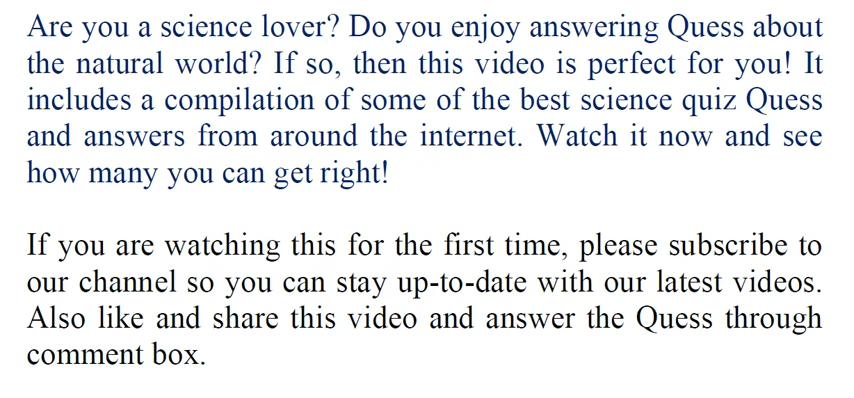 Are you a science lover? Do you enjoy answering Quess about
the natural world? If so, then this video is perfect for you! It
includes a compilation of some of the best science quiz Quess
and answers from around the internet. Watch it now and see
how many you can get right!
If you are watching this for the first time, please subscribe to
our channel so you can stay up-to-date with our latest videos.
Also like and share this video and answer the Quess through
comment box.